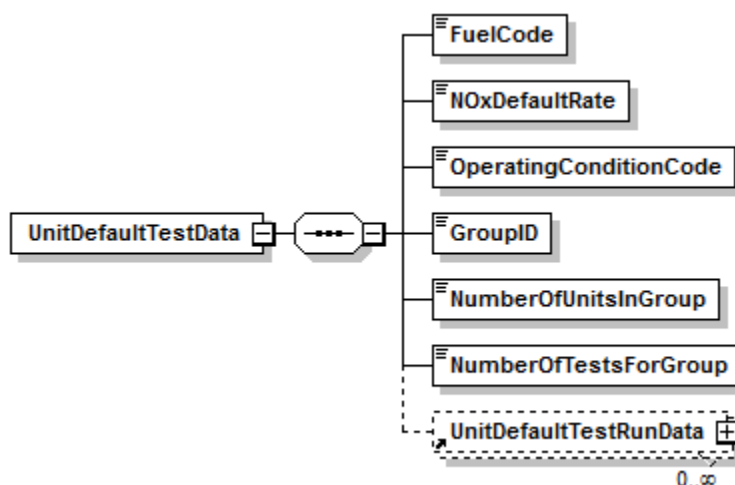 FuelCode
NOxDefaultRate
OperatingConditionCode
UnitDefaultTestData
GroupID
NumberOfUnitsInGroup
NumberOfTestsForGroup
UnitDefaultTestRunData
0..∞